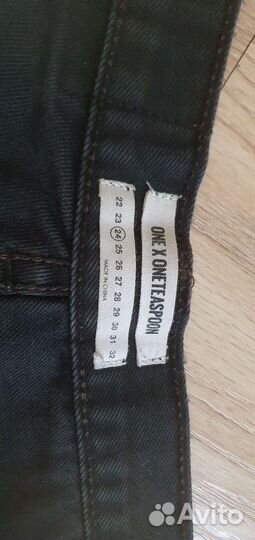 ONE X ONETEASPOON
22 23 24 25 26 27 28 29 30 31 32
MADE IN CHINA
Avito